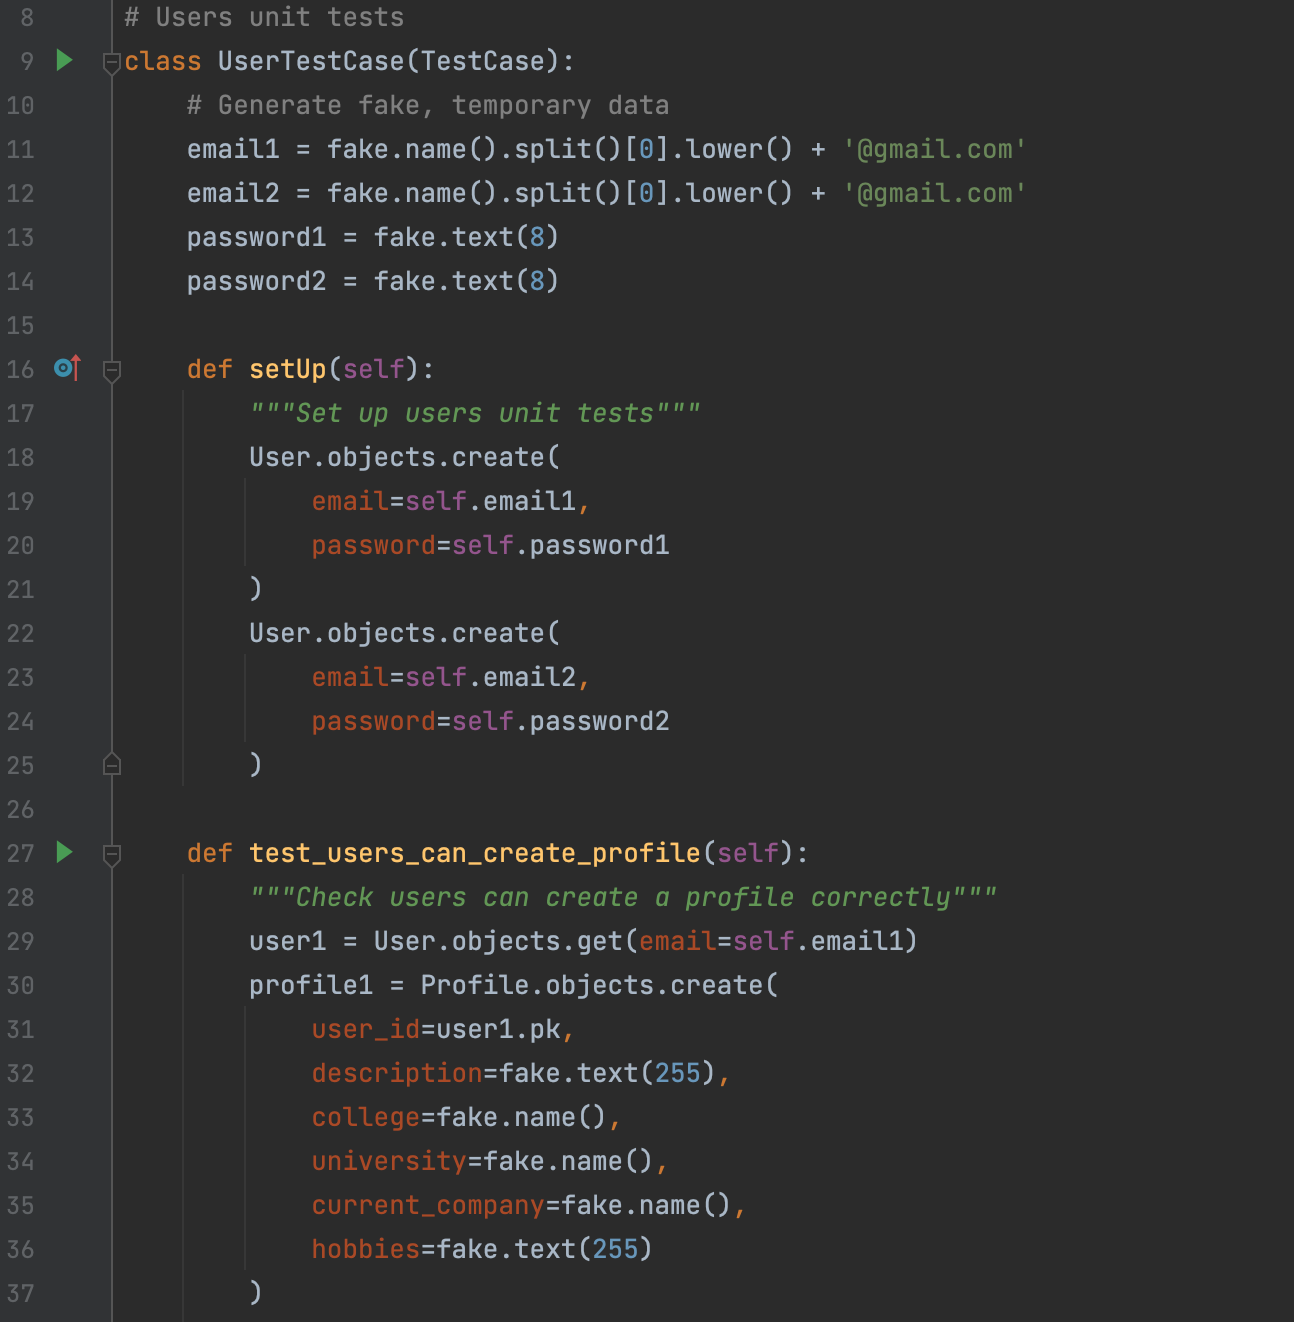 8 # Users unit tests
9 class UserTestCase(TestCase):
10 # Generate fake, temporary data
11 email1 = fake.name().split()[0].lower() + '@gmail.com'
12 email2 = fake.name().split()[0].lower() + '@gmail.com'
13 password1 = fake.text(8)
14 password2 = fake.text(8)
15
16 def setUp(self):
17 """Set up users unit tests"""
18 User.objects.create(
19 email=self.email1,
20 password=self.password1
21 )
22 User.objects.create(
23 email=self.email2,
24 password=self.password2
25 )
26
27 def test_users_can_create_profile(self):
28 """Check users can create a profile correctly"""
29 user1 = User.objects.get(email=self.email1)
30 profile1 = Profile.objects.create(
31 user_id=user1.pk,
32 description=fake.text(255),
33 college=fake.name(),
34 university=fake.name(),
35 current_company=fake.name(),
36 hobbies=fake.text(255)
37 )